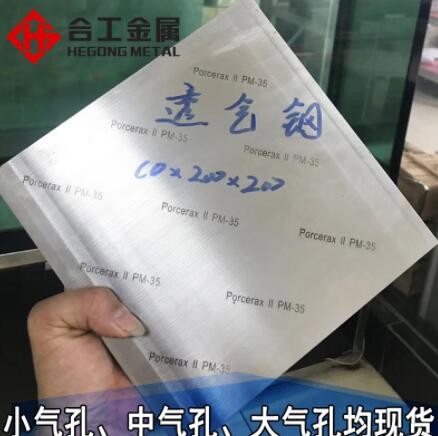 合工金属
HEGONG METAL
Porcerax II PM-35
透气钢
Porcerax II PM-35
Porcerax II PM-35
10×200×200
Porcerax II PM-35
Porcerax II PM-35
Porcerax II PM-35
Porcerax II PM-35
Porcerax II PM-35
小气孔、中气孔、大气孔均现货